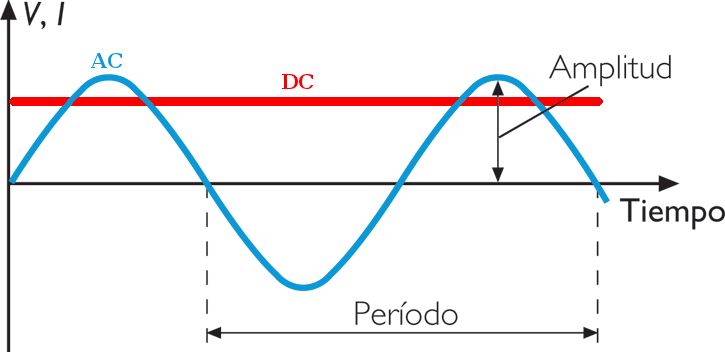 V, I
AC
DC
Amplitud
Tiempo
Período